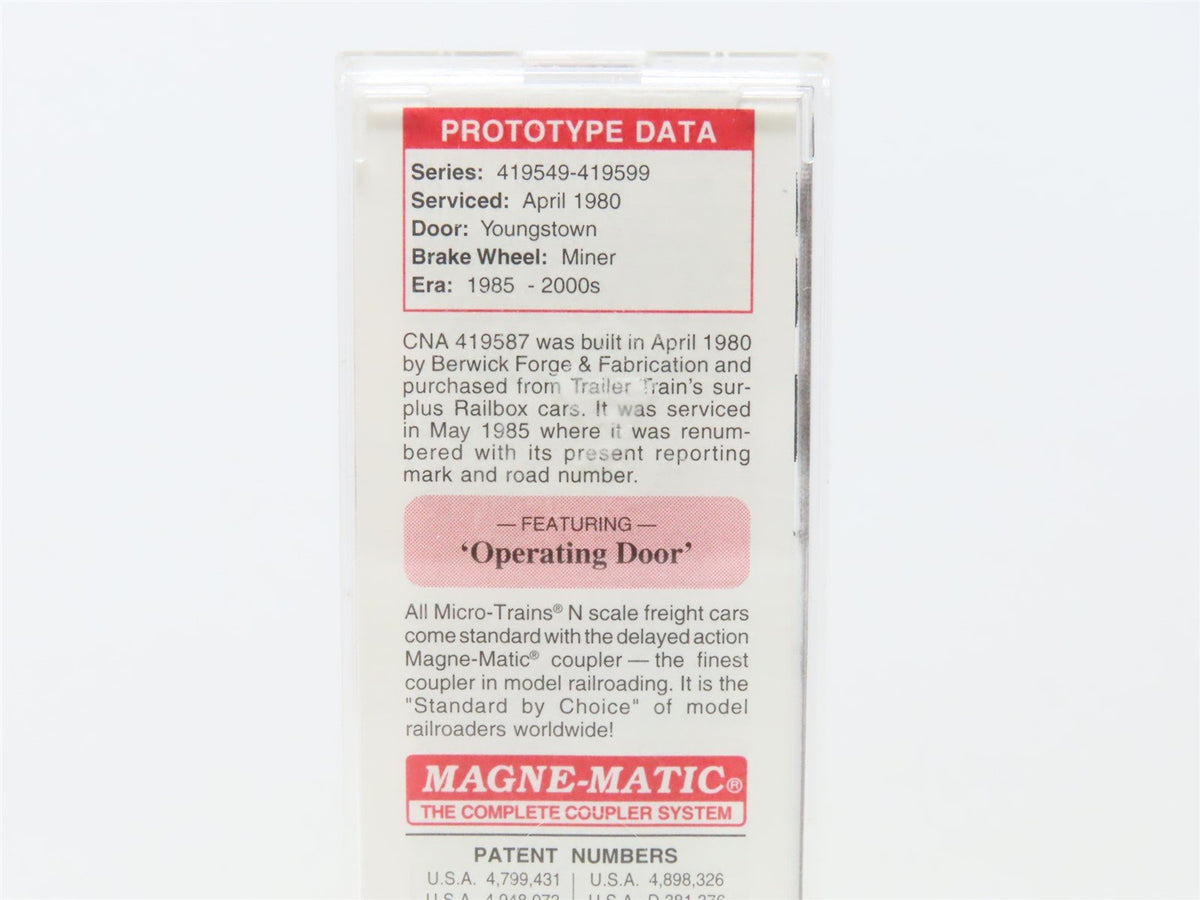 PROTOTYPE DATA
Series: 419549-419599
Serviced: April 1980
Door: Youngstown
Brake Wheel: Miner
Era: 1985 - 2000s
CNA 419587 was built in April 1980
by Berwick Forge & Fabrication and
purchased from Trailer Train's sur-
plus Railbox cars. It was serviced
in May 1985 where it was renum-
bered with its present reporting
mark and road number.
— FEATURING —
‘Operating Door’
All Micro-Trains® N scale freight cars
come standard with the delayed action
Magne-Matic® coupler — the finest
coupler in model railroading. It is the
"Standard by Choice" of model
railroaders worldwide!
MAGNE-MATIC®
THE COMPLETE COUPLER SYSTEM
PATENT NUMBERS
U.S.A. 4,799,431 | U.S.A. 4,898,326
U.S.A. 4,948,073 | U.S.A. D 281,276